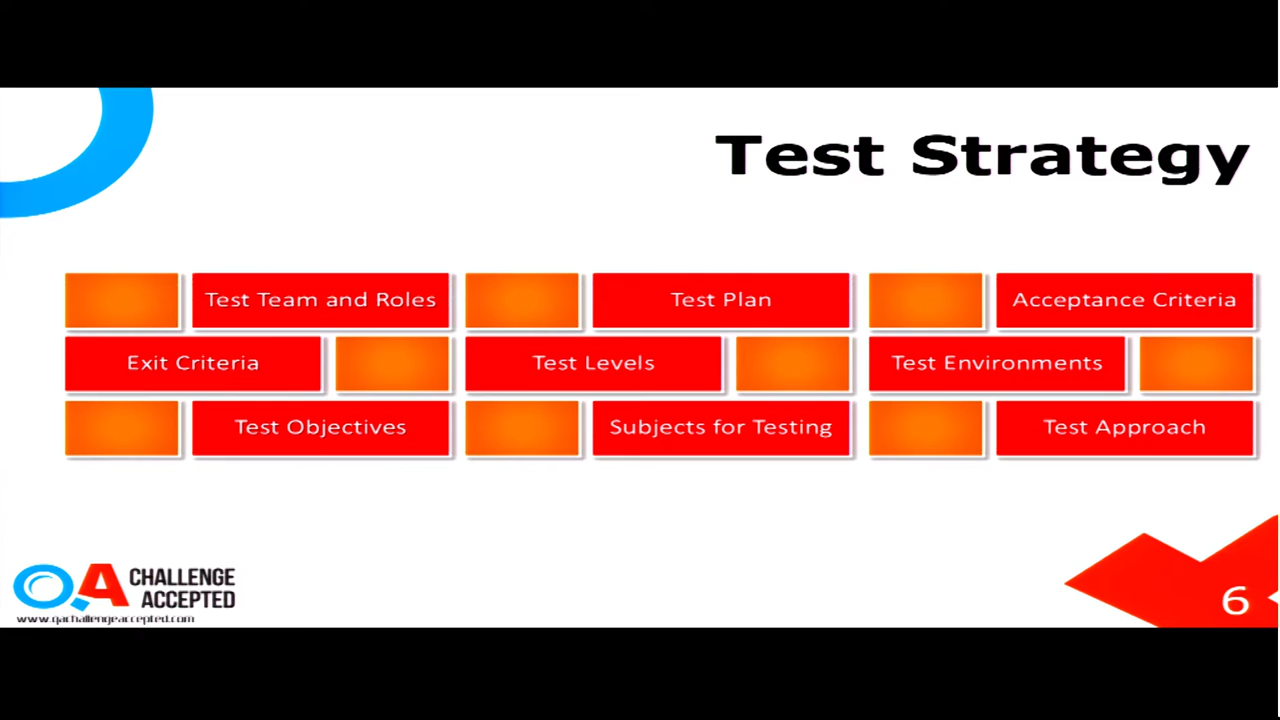 Test Strategy
Test Team and Roles
Test Plan
Acceptance Criteria
Exit Criteria
Test Levels
Test Environments
Test Objectives
Subjects for Testing
Test Approach
QA CHALLENGE
ACCEPTED
www.qachallengeaccepted.com
6